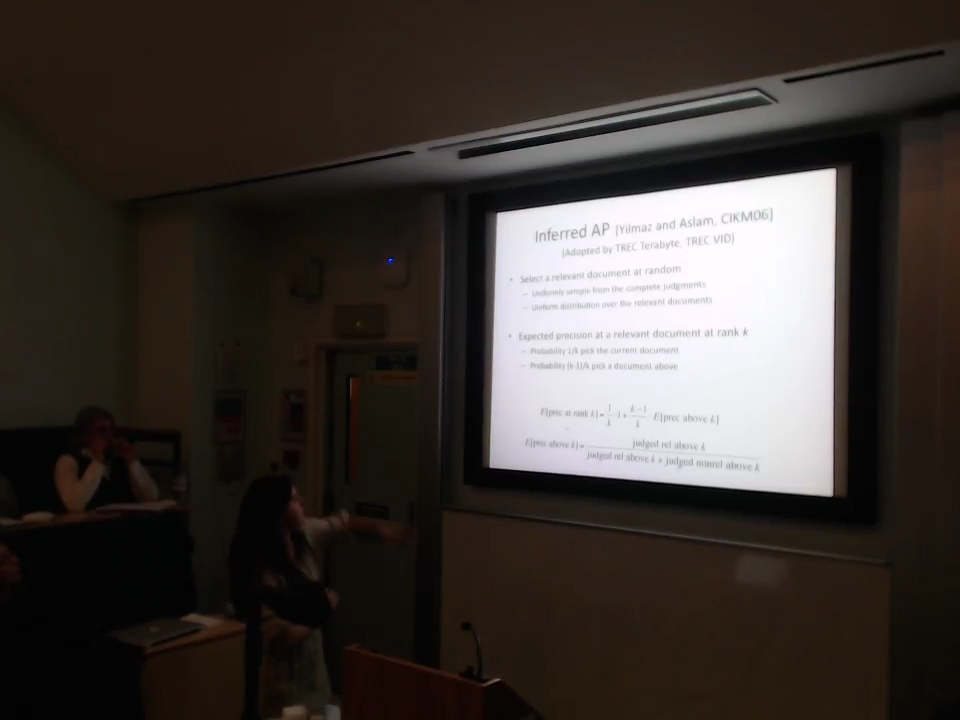 Inferred AP [Yilmaz and Aslam, CIKM06]
(Adopted by TREC Terabyte, TREC VID)
• Select a relevant document at random
– Uniformly sample from the complete judgments
– Uniform distribution over the relevant documents
• Expected precision at a relevant document at rank k
– Probability 1/k pick the current document
– Probability (k-1)/k pick a document above
E[prec at rank k] = 1/k · 1 + k−1/k · E[prec above k]
E[prec above k] = judged rel above k / judged rel above k + judged nonrel above k